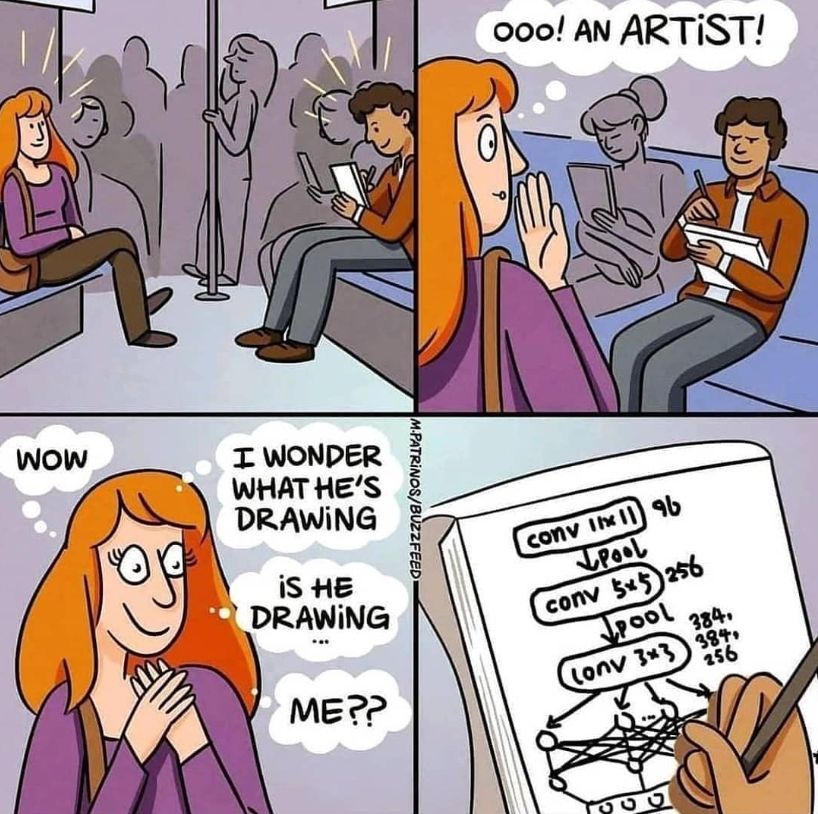 OOO! AN ARTiST!
WOW
I WONDER
WHAT HE'S
DRAWiNG
iS HE
DRAWiNG
...
ME??
M.PATRiNOS/BUZZFEED
conv 11x11 96
pool
conv 5x5 256
pool
conv 3x3 384,
384,
256